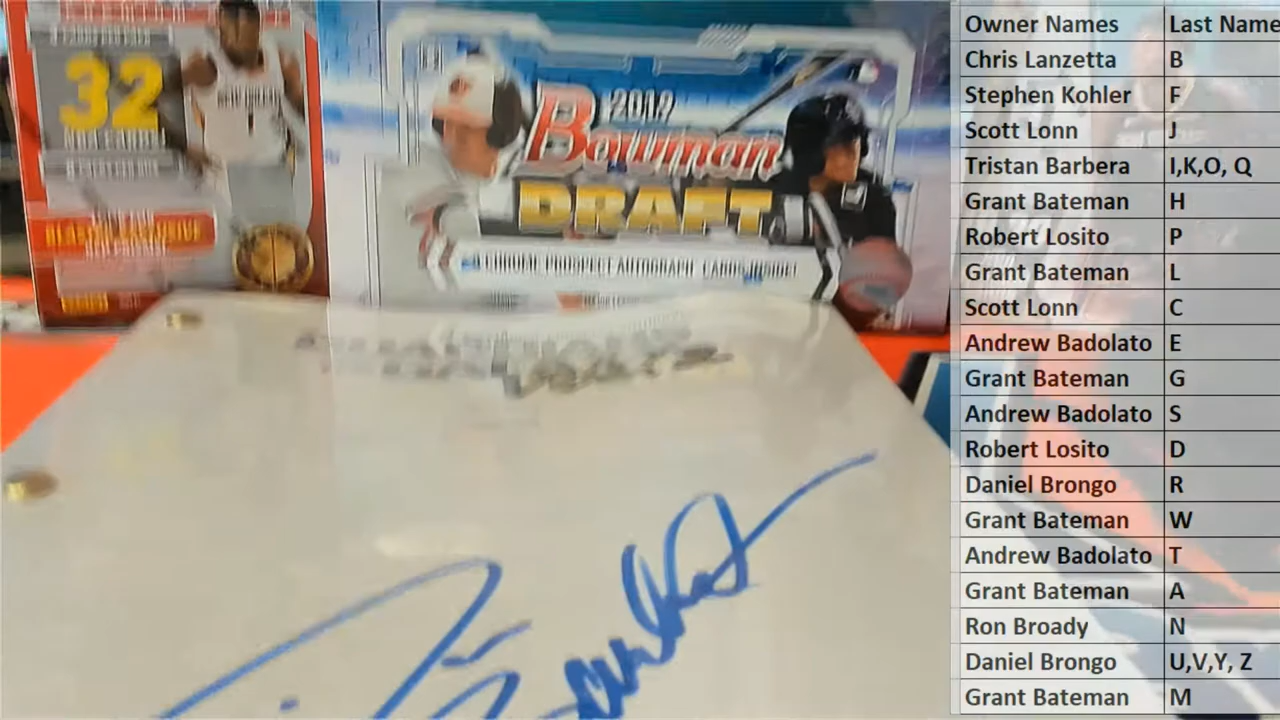 32
2019
Bowman
DRAFT
Owner Names Last Name
Chris Lanzetta B
Stephen Kohler F
Scott Lonn J
Tristan Barbera I,K,O, Q
Grant Bateman H
Robert Losito P
Grant Bateman L
Scott Lonn C
Andrew Badolato E
Grant Bateman G
Andrew Badolato S
Robert Losito D
Daniel Brongo R
Grant Bateman W
Andrew Badolato T
Grant Bateman A
Ron Broady N
Daniel Brongo U,V,Y, Z
Grant Bateman M